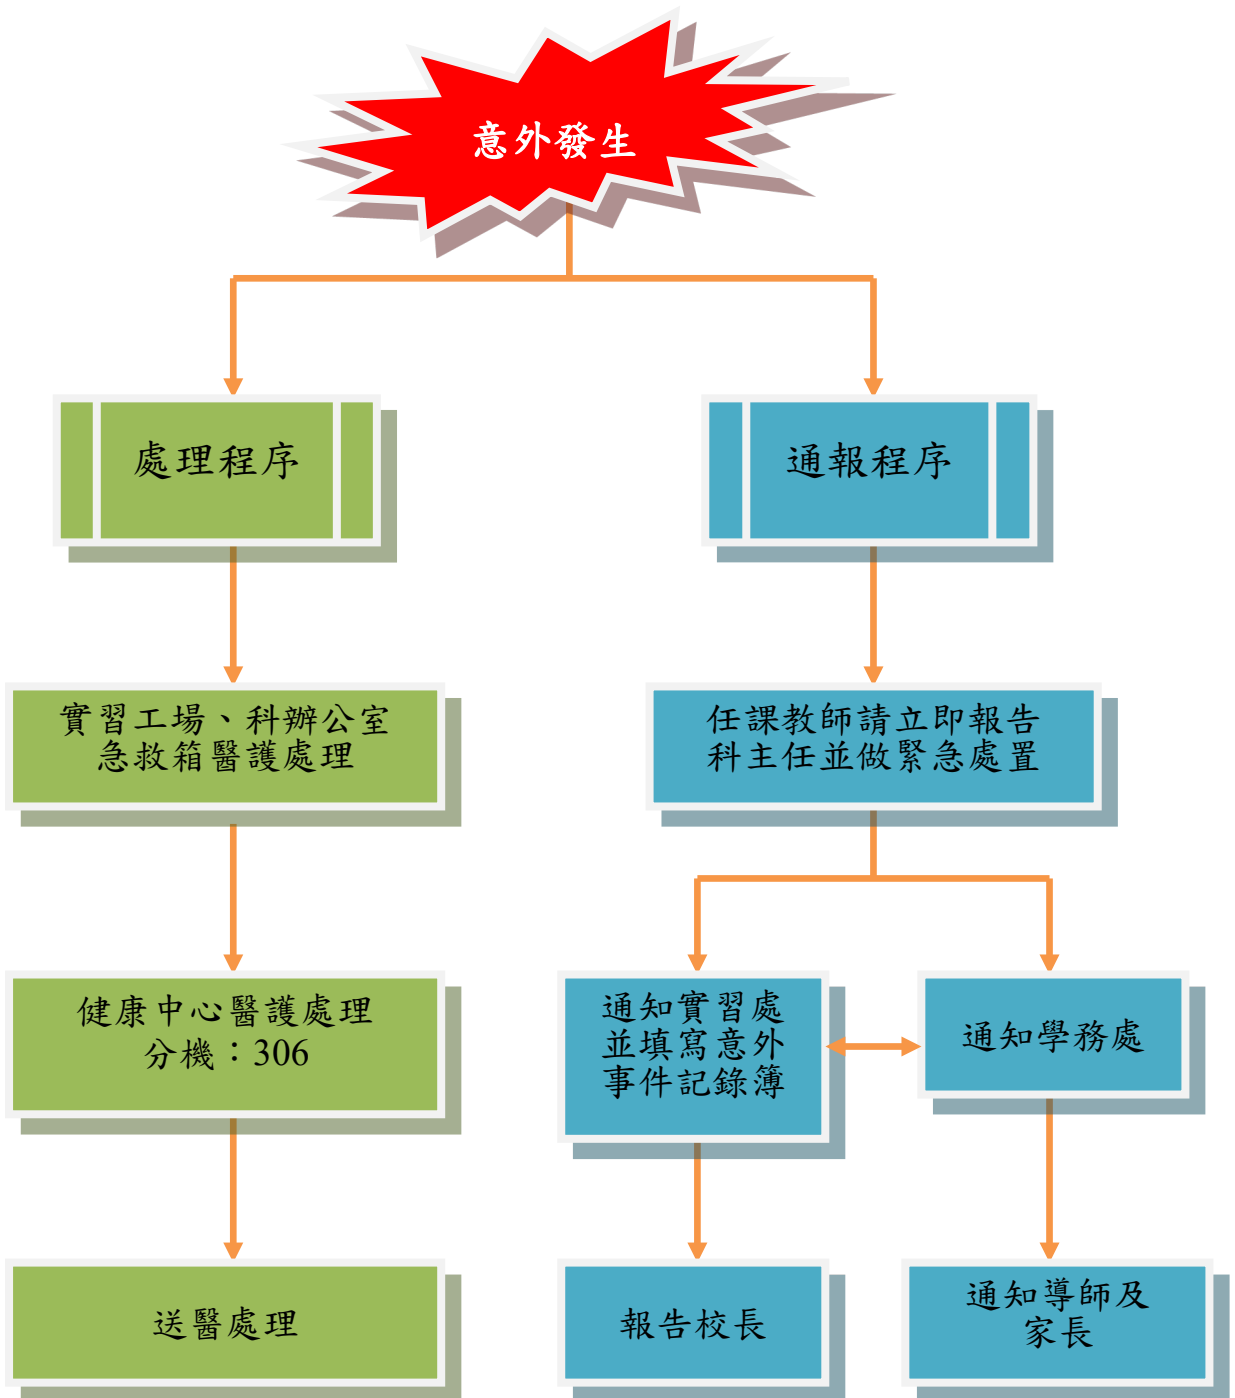 意外發生
處理程序
通報程序
實習工場、科辦公室
急救箱醫護處理
任課教師請立即報告
科主任並做緊急處置
健康中心醫護處理
分機：306
通知實習處
並填寫意外
事件記錄簿
通知學務處
送醫處理
報告校長
通知導師及
家長